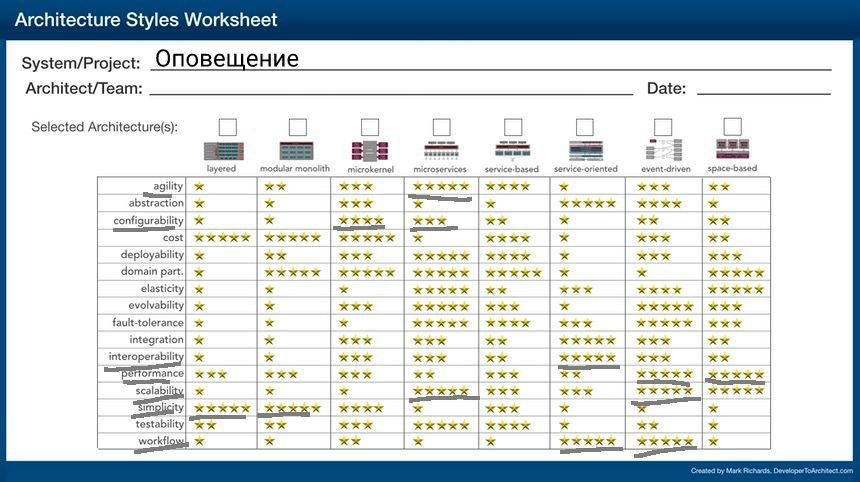 Architecture Styles Worksheet
System/Project: Оповещение
Architect/Team: Date:
Selected Architecture(s):
layered modular monolith microkernel microservices service-based service-oriented event-driven space-based
agility
abstraction
configurability
cost
deployability
domain part.
elasticity
evolvability
fault-tolerance
integration
interoperability
performance
scalability
simplicity
testability
workflow
Created by Mark Richards, DeveloperToArchitect.com